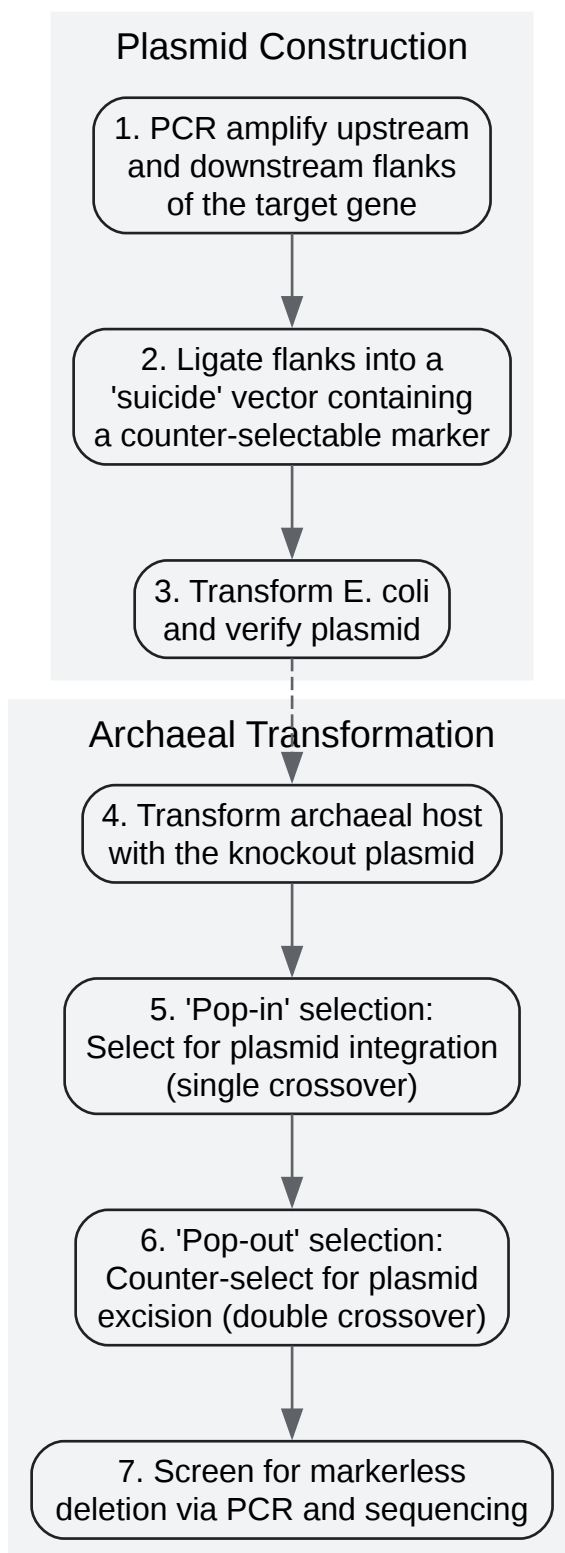 Plasmid Construction
1. PCR amplify upstream
and downstream flanks
of the target gene
2. Ligate flanks into a
'suicide' vector containing
a counter-selectable marker
3. Transform E. coli
and verify plasmid
Archaeal Transformation
4. Transform archaeal host
with the knockout plasmid
5. 'Pop-in' selection:
Select for plasmid integration
(single crossover)
6. 'Pop-out' selection:
Counter-select for plasmid
excision (double crossover)
7. Screen for markerless
deletion via PCR and sequencing